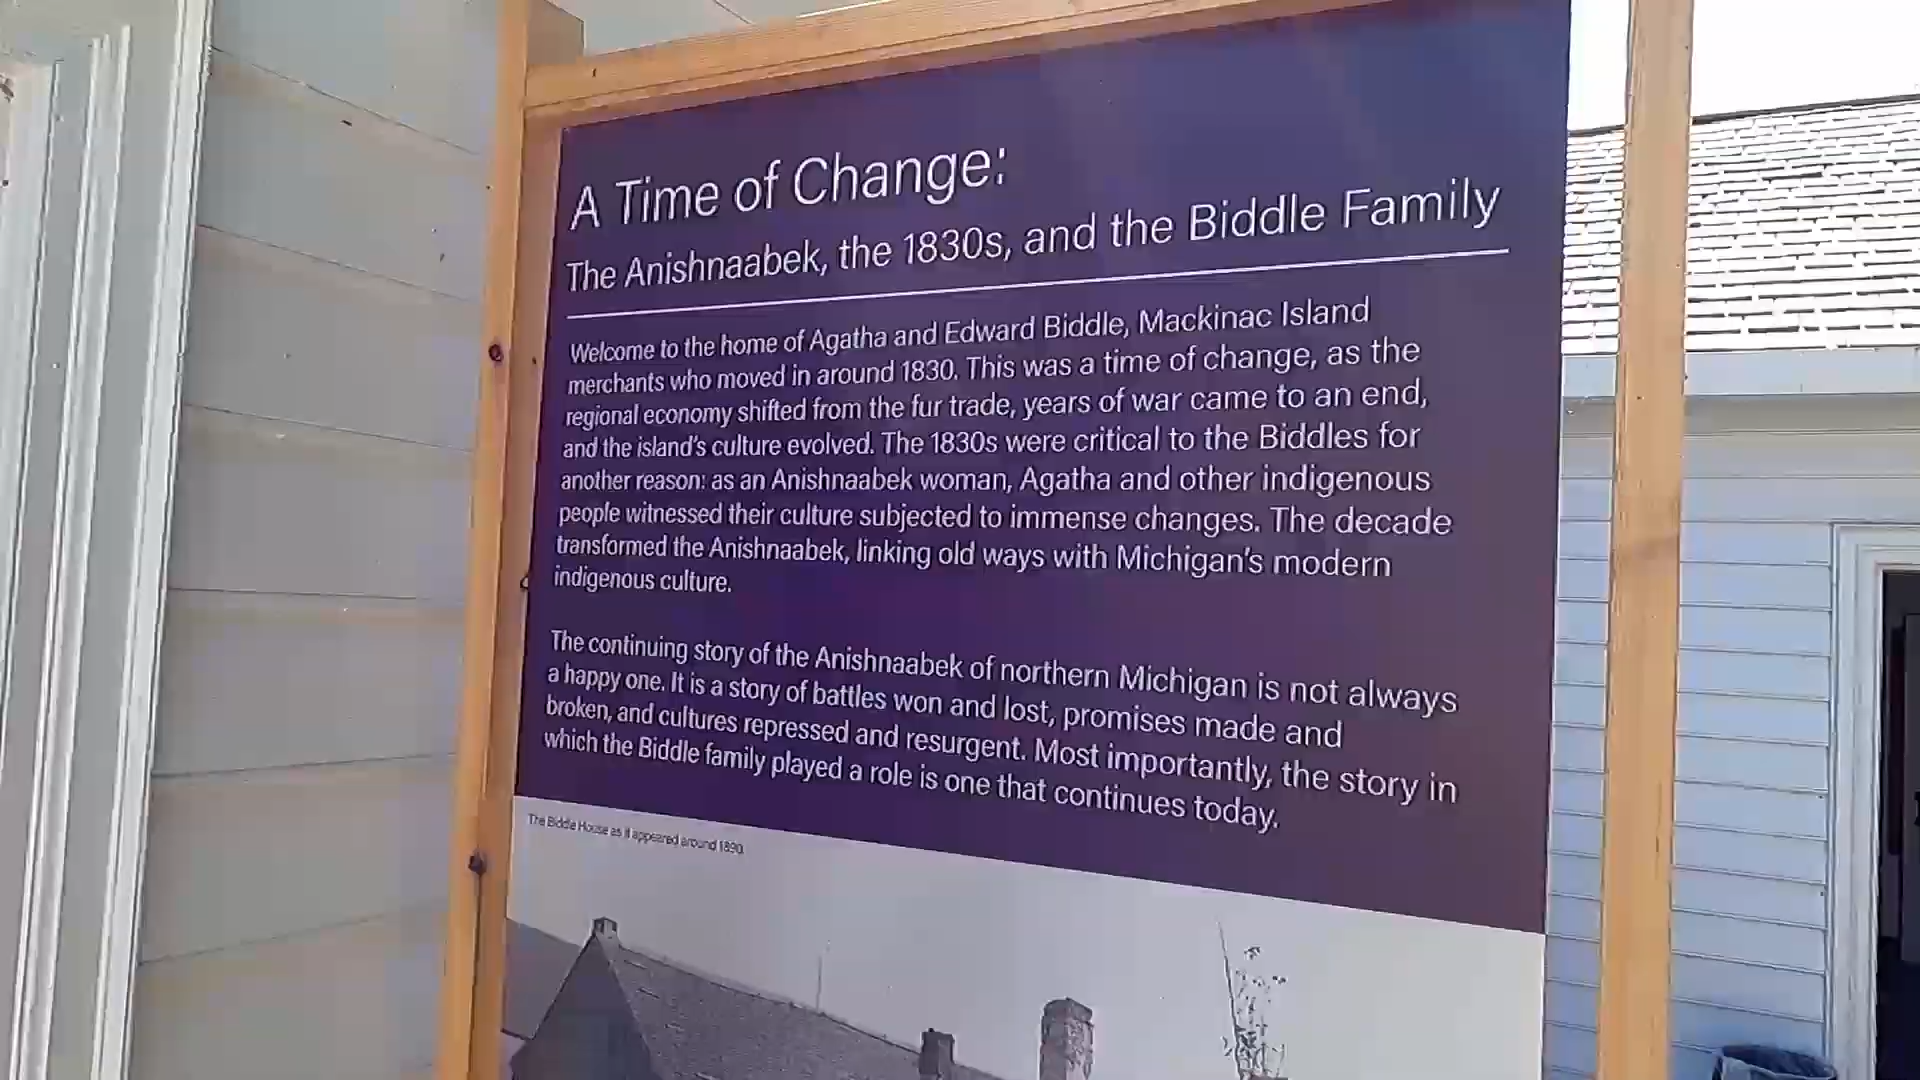 A Time of Change:
The Anishnaabek, the 1830s, and the Biddle Family
Welcome to the home of Agatha and Edward Biddle, Mackinac Island
merchants who moved in around 1830. This was a time of change, as the
regional economy shifted from the fur trade, years of war came to an end,
and the island's culture evolved. The 1830s were critical to the Biddles for
another reason: as an Anishnaabek woman, Agatha and other indigenous
people witnessed their culture subjected to immense changes. The decade
transformed the Anishnaabek, linking old ways with Michigan's modern
indigenous culture.
The continuing story of the Anishnaabek of northern Michigan is not always
a happy one. It is a story of battles won and lost, promises made and
broken, and cultures repressed and resurgent. Most importantly, the story in
which the Biddle family played a role is one that continues today.
The Biddle House as it appeared around 1890.